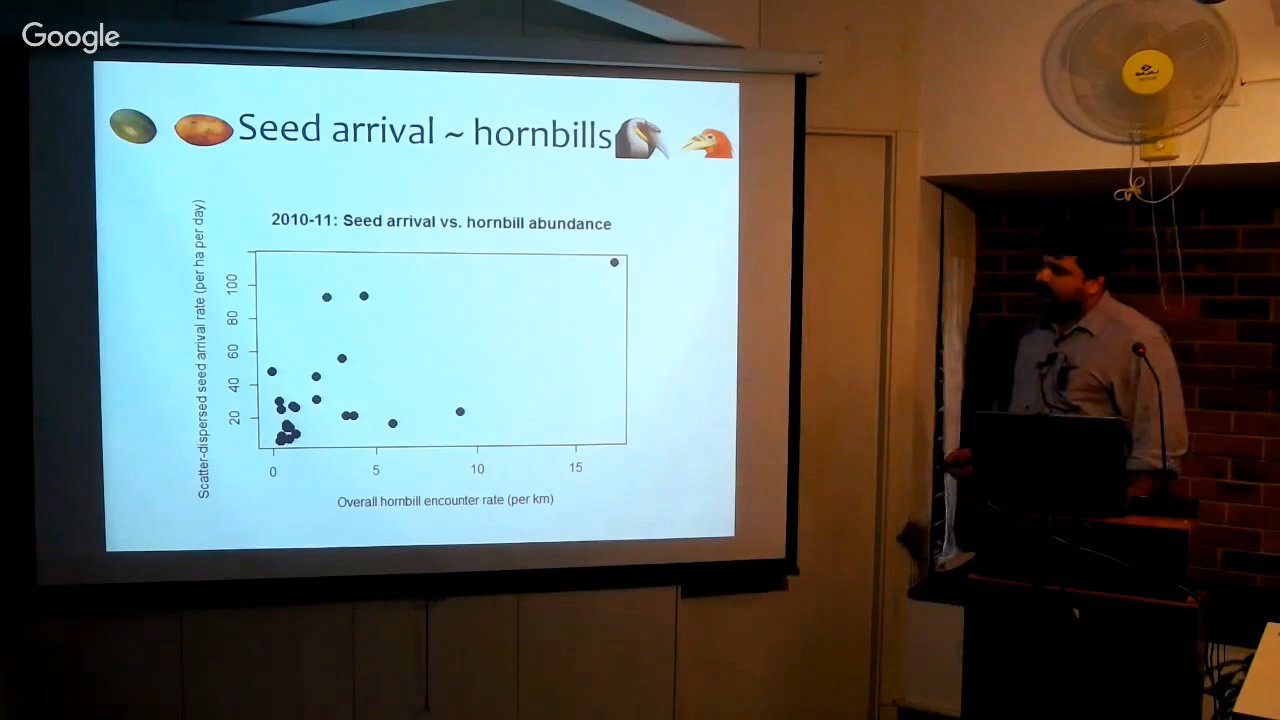 Google
Seed arrival ~ hornbills
2010-11: Seed arrival vs. hornbill abundance
Scatter-dispersed seed arrival rate (per ha per day)
100
80
60
40
20
0 5 10 15
Overall hornbill encounter rate (per km)
BAJAJ